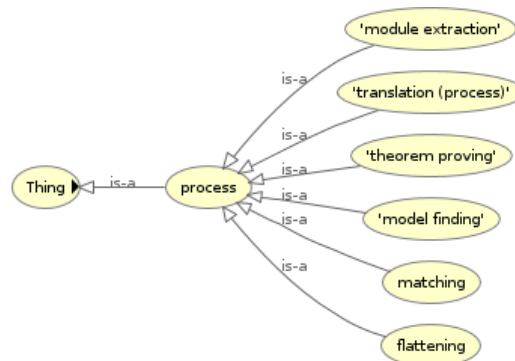 'module extraction'
is-a
'translation (process)'
is-a
'theorem proving'
is-a
Thing
is-a
process
is-a
'model finding'
is-a
matching
is-a
flattening